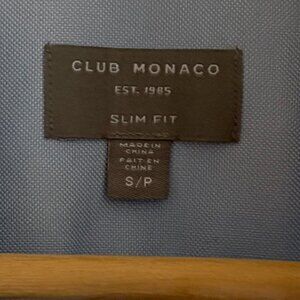 CLUB MONACO
EST. 1985
SLIM FIT
MADE IN
CHINA
FAIT EN
CHINE
S/P